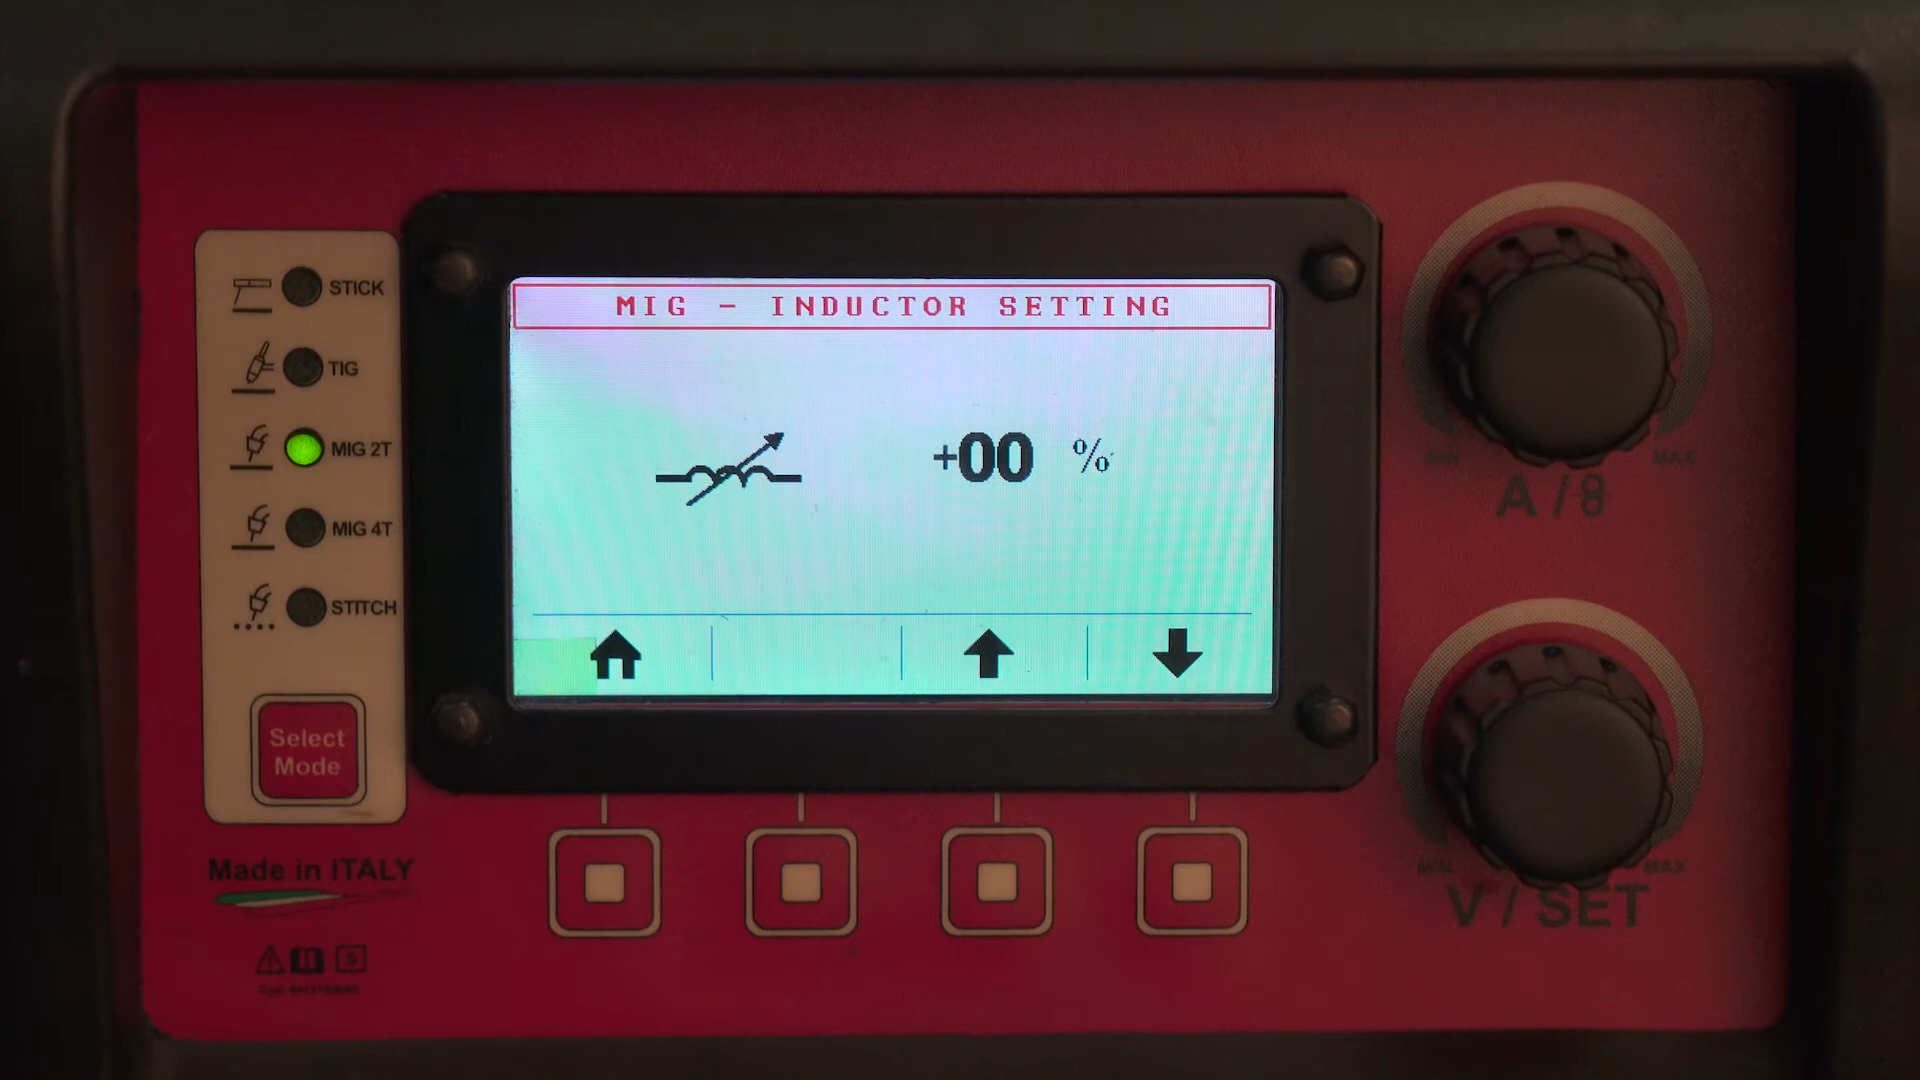 MIG - INDUCTOR SETTING
STICK
TIG
MIG 2T
MIG 4T
STITCH
+00 %
Select
Mode
Made in ITALY
MAX
A / 8
MAX
V / SET